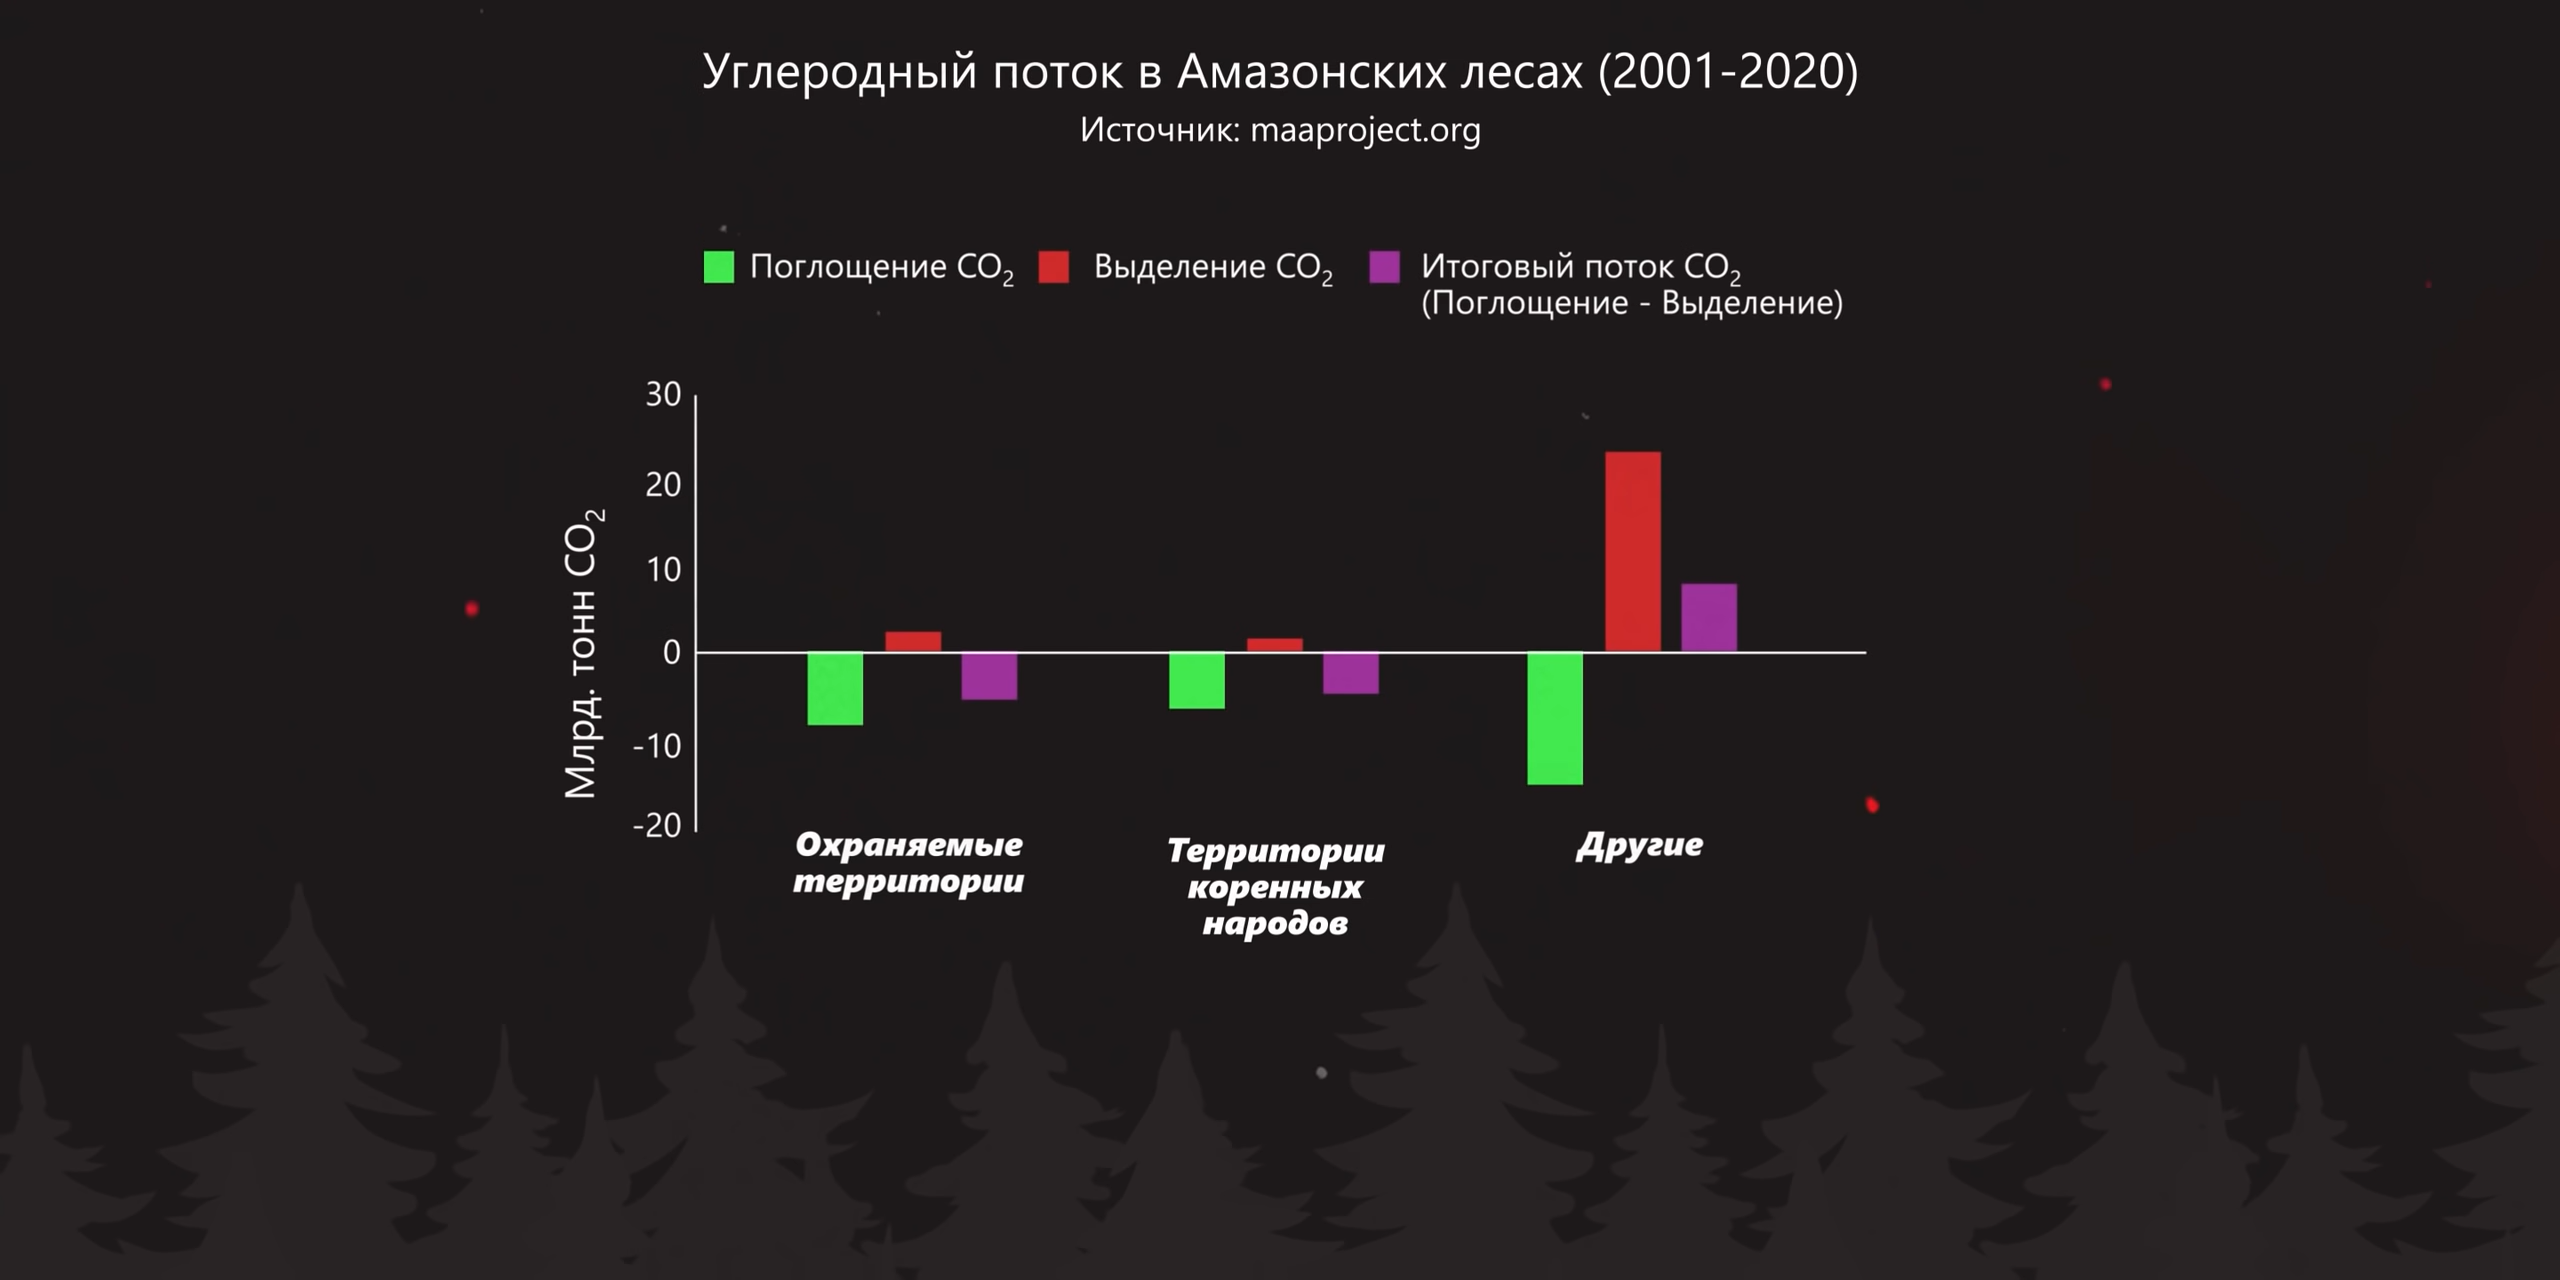 Углеродный поток в Амазонских лесах (2001-2020)
Источник: maaproject.org
Поглощение CO₂
Выделение CO₂
Итоговый поток CO₂
(Поглощение - Выделение)
Млрд. тонн CO₂
30
20
10
0
-10
-20
Охраняемые
территории
Территории
коренных
народов
Другие